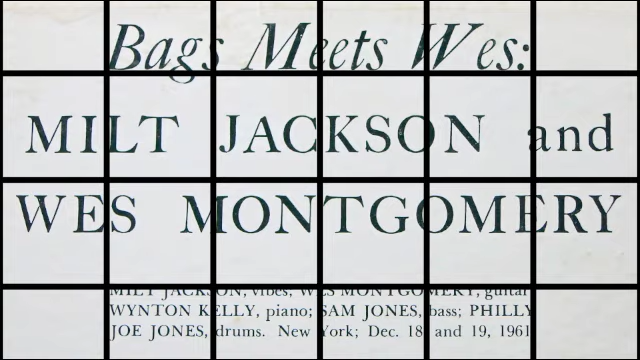 Bags Meets Wes:
MILT JACKSON and
WES MONTGOMERY
MILT JACKSON, vibes, WES MONTGOMERY, guitar
WYNTON KELLY, piano; SAM JONES, bass; PHILLY
JOE JONES, drums. New York; Dec. 18 and 19, 1961